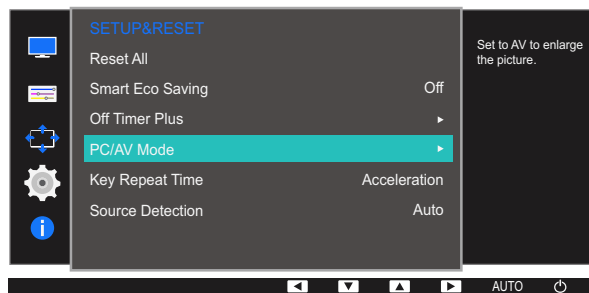 SETUP&RESET
Reset All
Smart Eco Saving Off
Off Timer Plus
PC/AV Mode
Key Repeat Time Acceleration
Source Detection Auto
Set to AV to enlarge
the picture.
AUTO